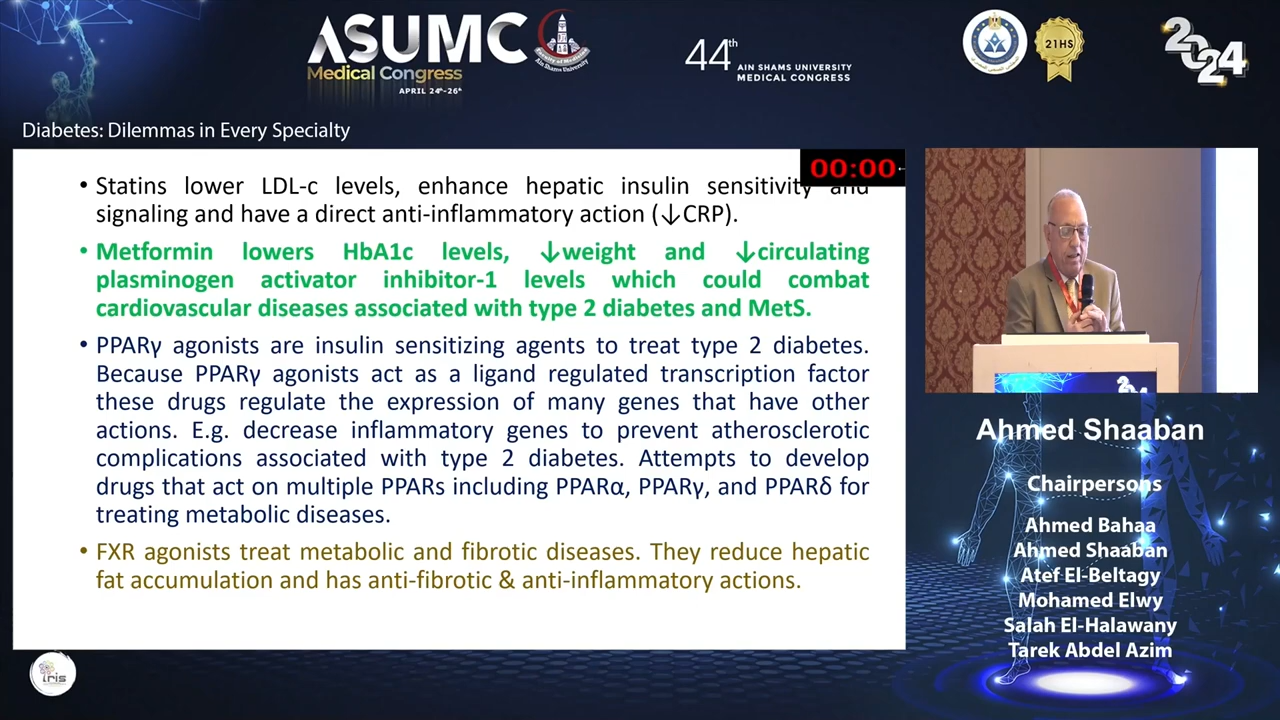 ASUMC
Medical Congress
APRIL 24th-26th
Faculty of Medicine
Ain Shams University
44th
AIN SHAMS UNIVERSITY
MEDICAL CONGRESS
21HS
2024
Diabetes: Dilemmas in Every Specialty
00:00
• Statins lower LDL-c levels, enhance hepatic insulin sensitivity and
signaling and have a direct anti-inflammatory action (↓CRP).
• Metformin lowers HbA1c levels, ↓weight and ↓circulating
plasminogen activator inhibitor-1 levels which could combat
cardiovascular diseases associated with type 2 diabetes and MetS.
• PPARγ agonists are insulin sensitizing agents to treat type 2 diabetes.
Because PPARγ agonists act as a ligand regulated transcription factor
these drugs regulate the expression of many genes that have other
actions. E.g. decrease inflammatory genes to prevent atherosclerotic
complications associated with type 2 diabetes. Attempts to develop
drugs that act on multiple PPARs including PPARα, PPARγ, and PPARδ for
treating metabolic diseases.
• FXR agonists treat metabolic and fibrotic diseases. They reduce hepatic
fat accumulation and has anti-fibrotic & anti-inflammatory actions.
Ahmed Shaaban
Chairpersons
Ahmed Bahaa
Ahmed Shaaban
Atef El-Beltagy
Mohamed Elwy
Salah El-Halawany
Tarek Abdel Azim
iris